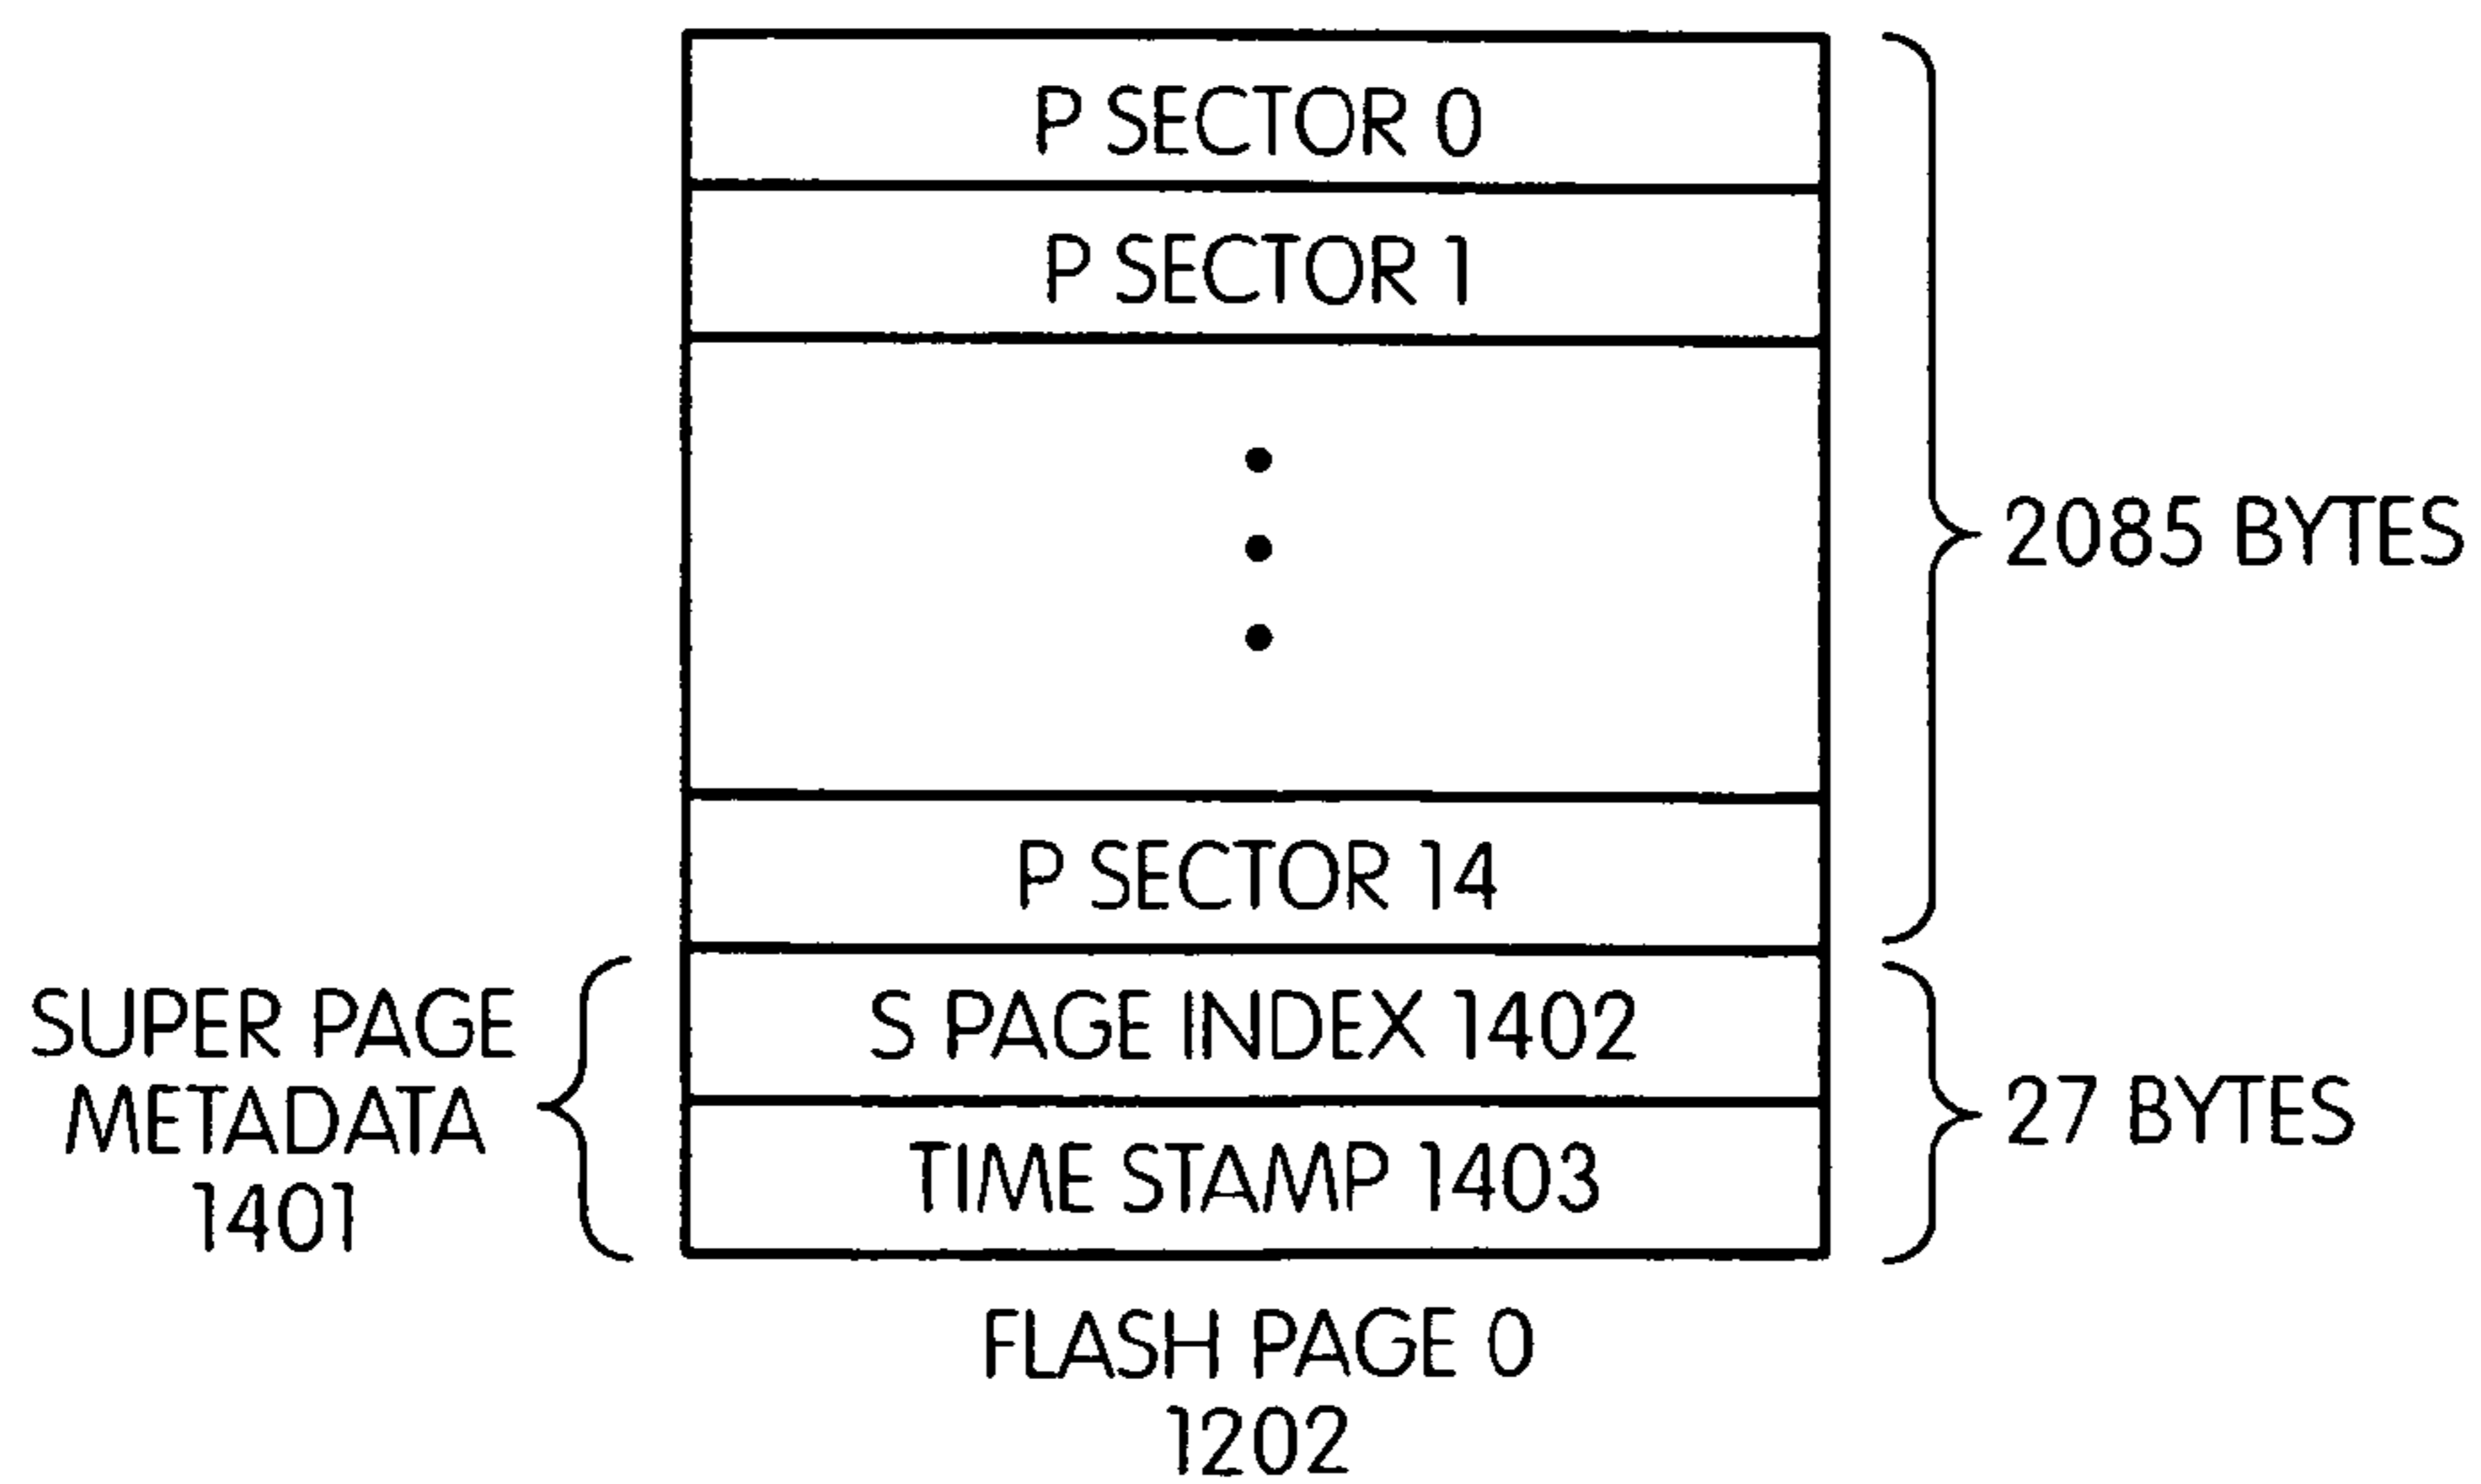 P SECTOR 0
P SECTOR 1
2085 BYTES
P SECTOR 14
SUPER PAGE
METADATA
1401
S PAGE INDEX 1402
TIME STAMP 1403
27 BYTES
FLASH PAGE 0
1202